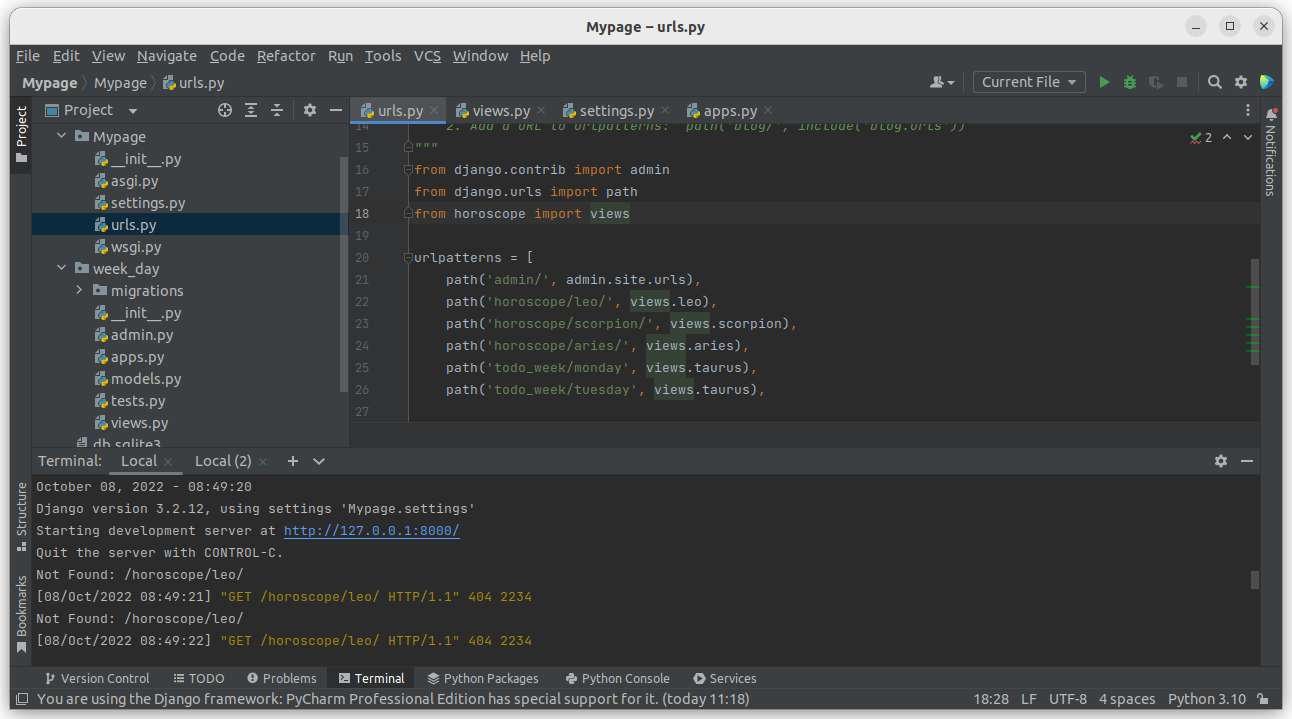 Mypage – urls.py
File Edit View Navigate Code Refactor Run Tools VCS Window Help
Mypage Mypage urls.py
Current File
Project
Project
urls.py
views.py
settings.py
apps.py
Mypage
__init__.py
asgi.py
settings.py
urls.py
wsgi.py
week_day
migrations
__init__.py
admin.py
apps.py
models.py
tests.py
views.py
db.sqlite3
14 2. Add a URL to urlpatterns: path('blog/', include('blog.urls'))
15 """
16 from django.contrib import admin
17 from django.urls import path
18 from horoscope import views
19
20 urlpatterns = [
21 path('admin/', admin.site.urls),
22 path('horoscope/leo/', views.leo),
23 path('horoscope/scorpion/', views.scorpion),
24 path('horoscope/aries/', views.aries),
25 path('todo_week/monday', views.taurus),
26 path('todo_week/tuesday', views.taurus),
27
2
Notifications
Terminal: Local Local (2)
October 08, 2022 - 08:49:20
Django version 3.2.12, using settings 'Mypage.settings'
Starting development server at http://127.0.0.1:8000/
Quit the server with CONTROL-C.
Not Found: /horoscope/leo/
[08/Oct/2022 08:49:21] "GET /horoscope/leo/ HTTP/1.1" 404 2234
Not Found: /horoscope/leo/
[08/Oct/2022 08:49:22] "GET /horoscope/leo/ HTTP/1.1" 404 2234
Structure
Bookmarks
Version Control TODO Problems Terminal Python Packages Python Console Services
You are using the Django framework: PyCharm Professional Edition has special support for it. (today 11:18) 18:28 LF UTF-8 4 spaces Python 3.10